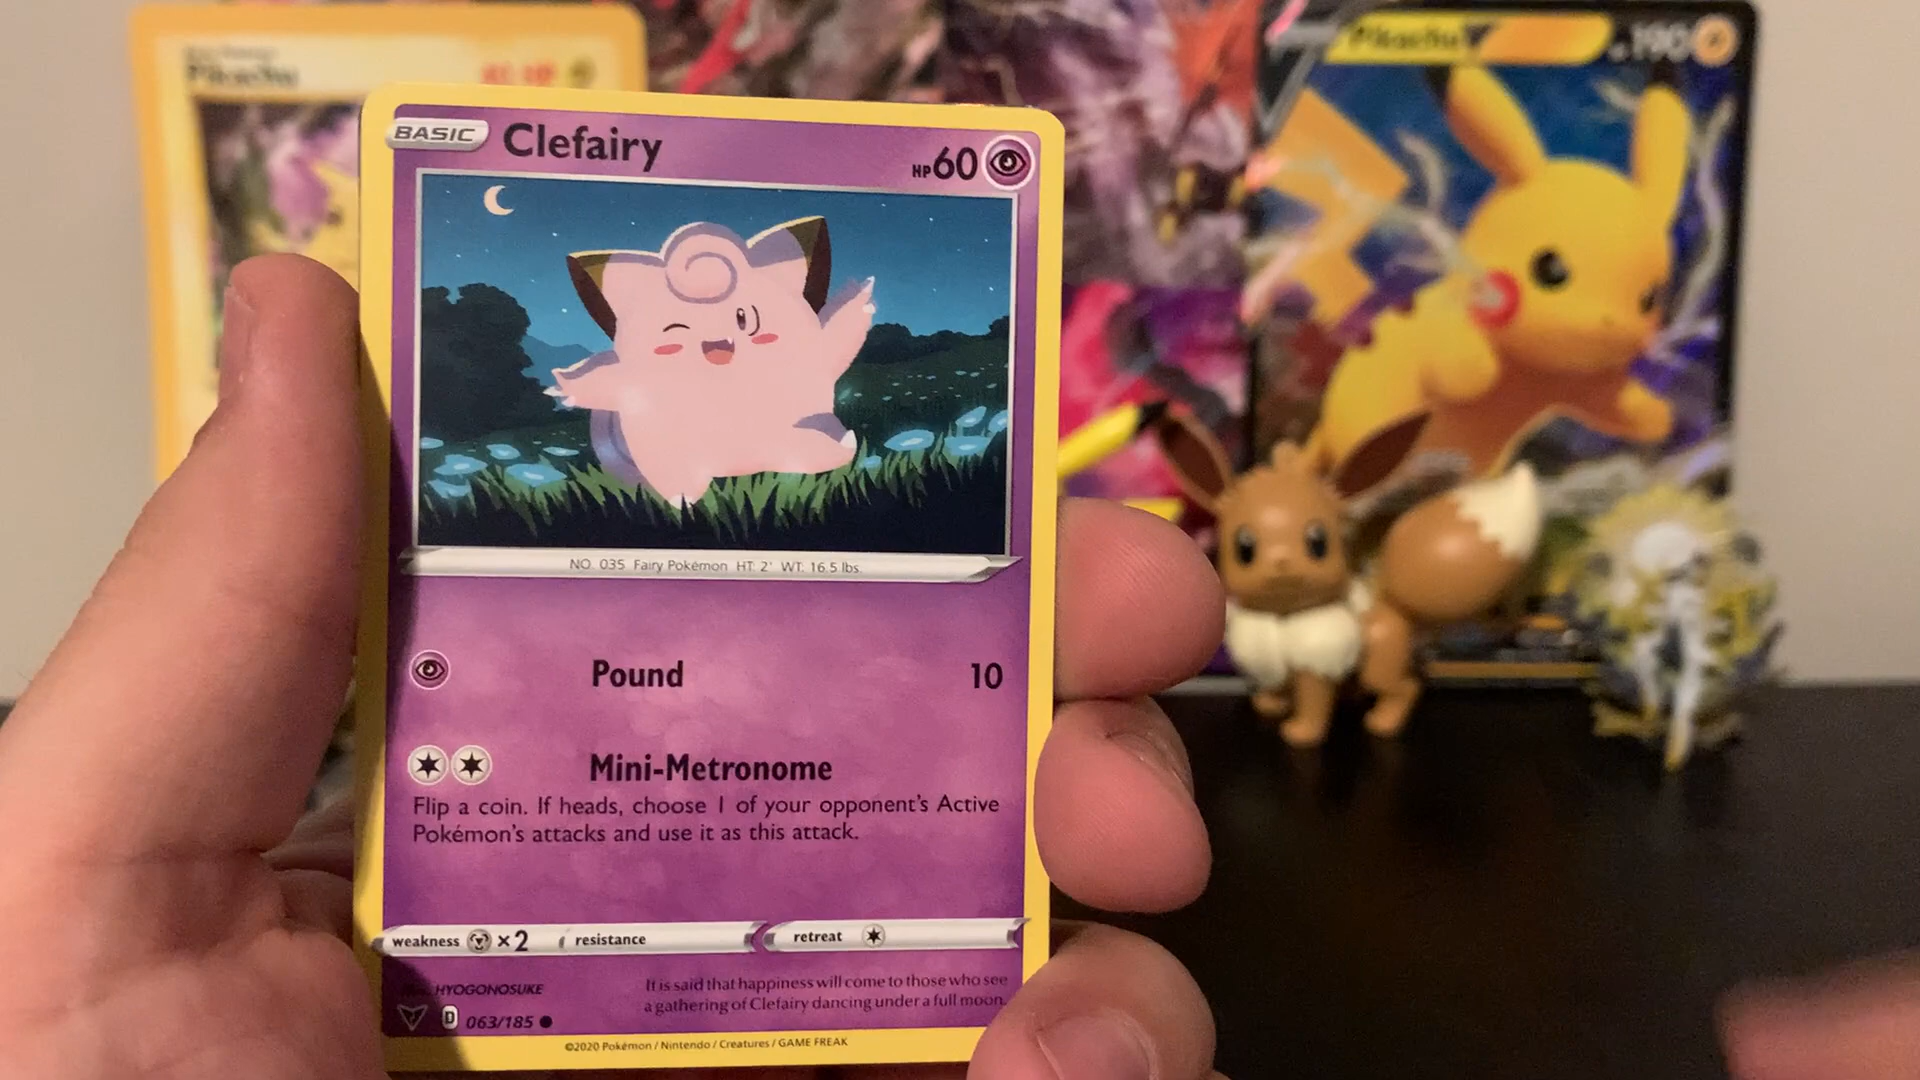 Pikachu
Pikachu
190
BASIC
Clefairy
HP60
NO. 035 Fairy Pokémon HT: 2' WT: 16.5 lbs.
Pound
10
Mini-Metronome
Flip a coin. If heads, choose 1 of your opponent's Active
Pokémon's attacks and use it as this attack.
weakness ×2
resistance
retreat
HYOGONOSUKE
It is said that happiness will come to those who see
a gathering of Clefairy dancing under a full moon.
D
063/185
©2020 Pokémon / Nintendo / Creatures / GAME FREAK